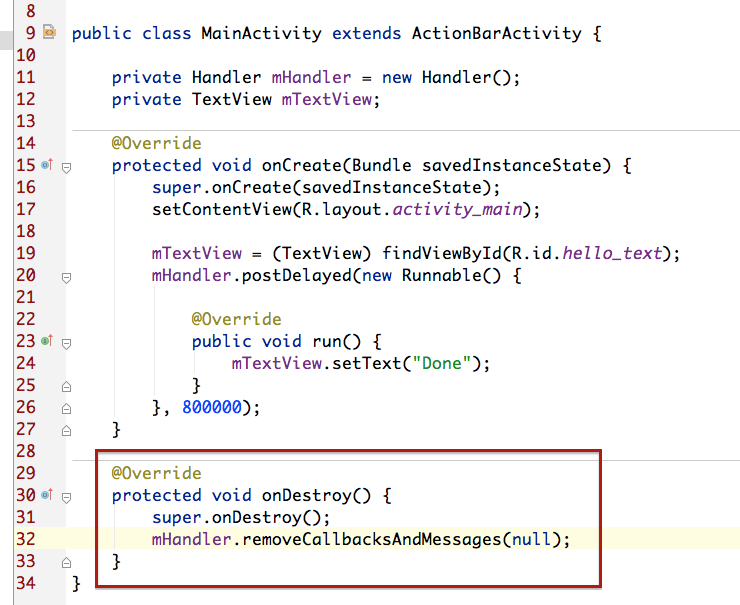 8
9 public class MainActivity extends ActionBarActivity {
10
11     private Handler mHandler = new Handler();
12     private TextView mTextView;
13
14     @Override
15     protected void onCreate(Bundle savedInstanceState) {
16         super.onCreate(savedInstanceState);
17         setContentView(R.layout.activity_main);
18
19         mTextView = (TextView) findViewById(R.id.hello_text);
20         mHandler.postDelayed(new Runnable() {
21
22             @Override
23             public void run() {
24                 mTextView.setText("Done");
25             }
26         }, 800000);
27     }
28
29     @Override
30     protected void onDestroy() {
31         super.onDestroy();
32         mHandler.removeCallbacksAndMessages(null);
33     }
34 }